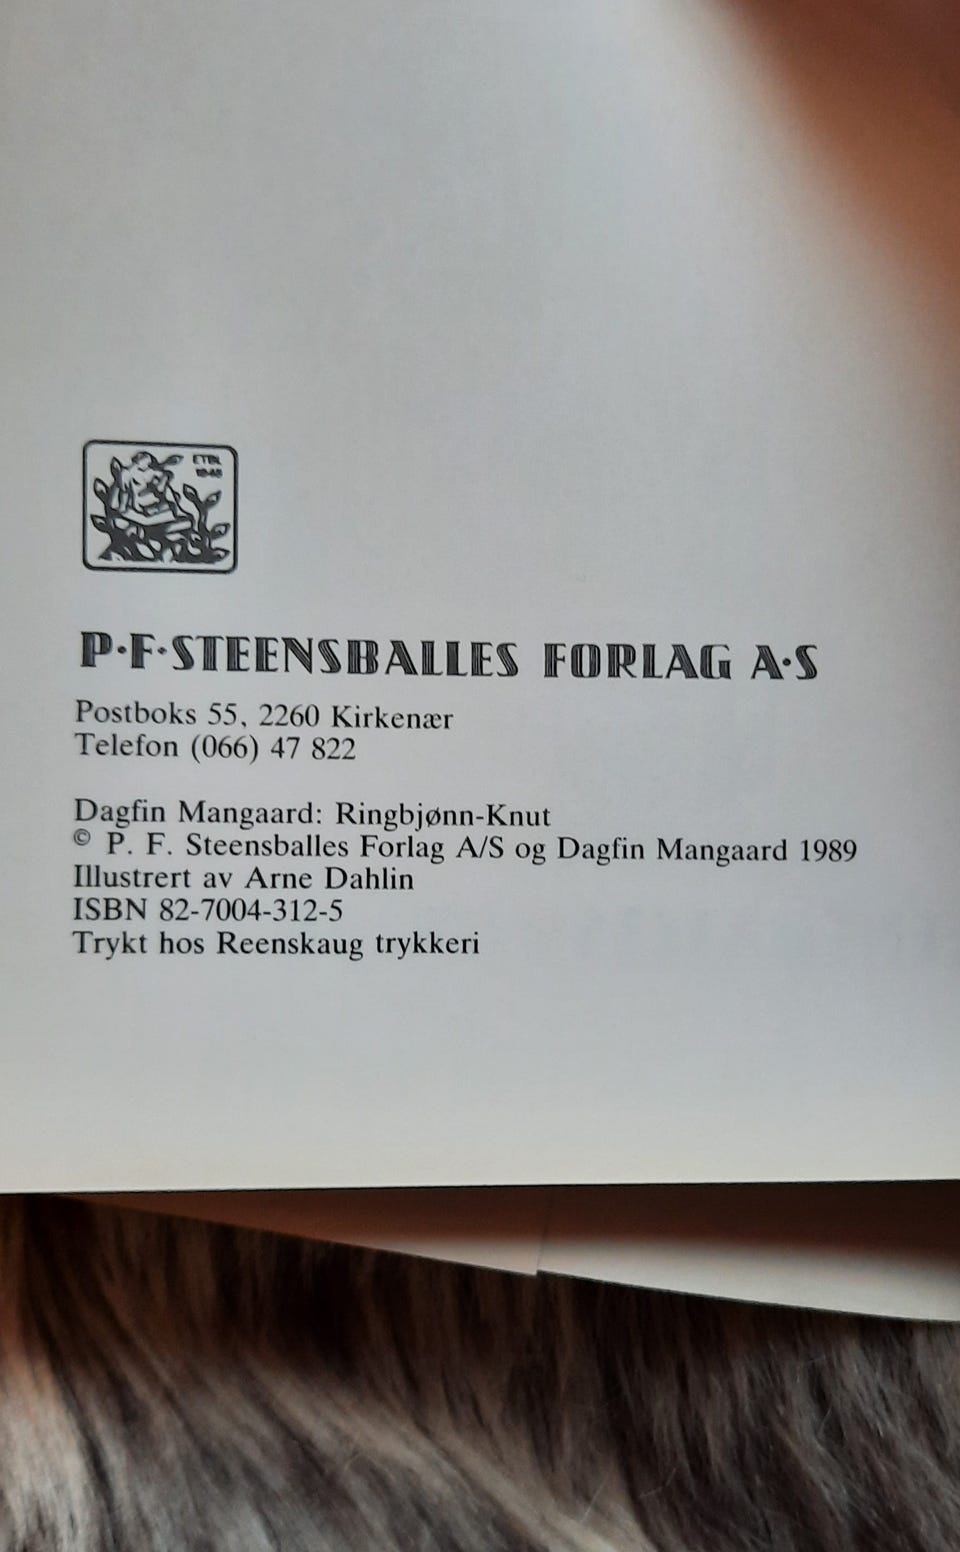 P·F·STEENSBALLES FORLAG A·S
Postboks 55, 2260 Kirkenær
Telefon (066) 47 822
Dagfin Mangaard: Ringbjønn-Knut
© P. F. Steensballes Forlag A/S og Dagfin Mangaard 1989
Illustrert av Arne Dahlin
ISBN 82-7004-312-5
Trykt hos Reenskaug trykkeri